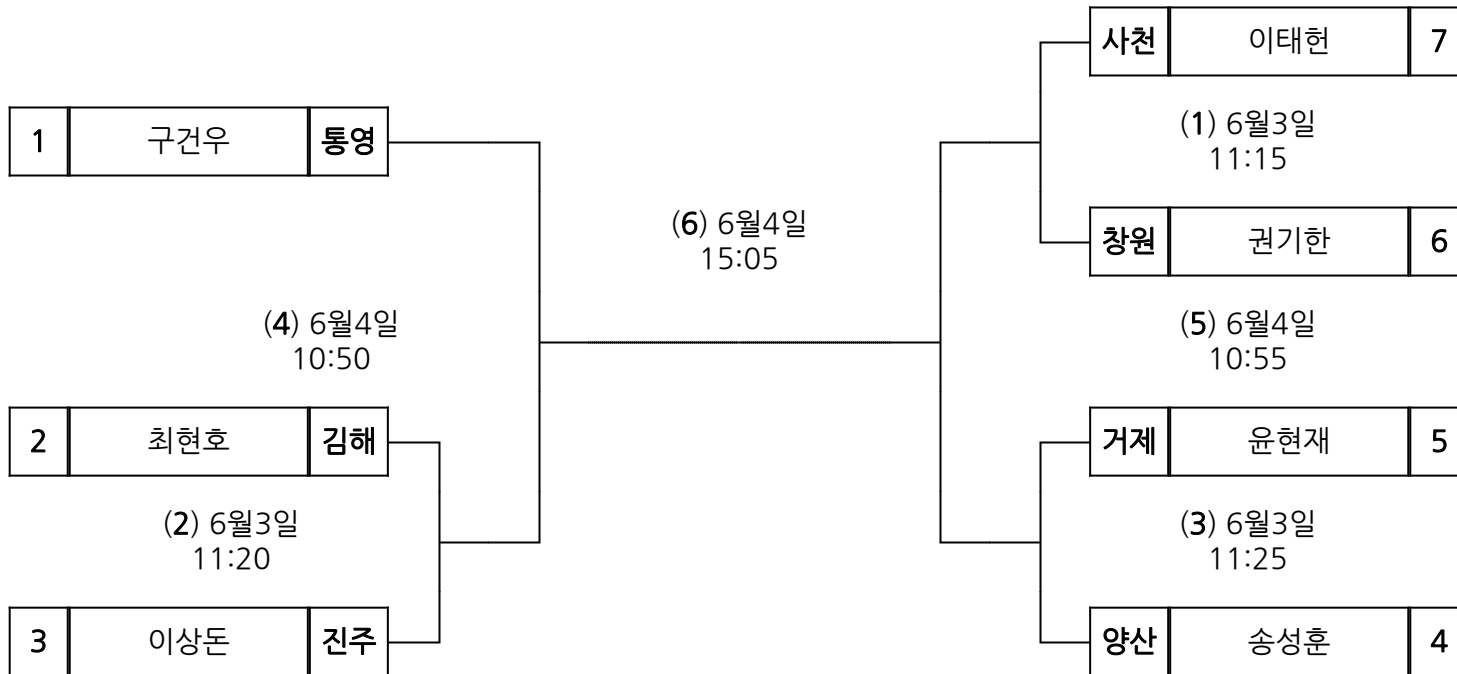 사천 이태헌 7
(1) 6월3일
11:15
1 구건우 통영
(6) 6월4일
15:05
창원 권기한 6
(4) 6월4일
10:50
(5) 6월4일
10:55
2 최현호 김해
거제 윤현재 5
(2) 6월3일
11:20
(3) 6월3일
11:25
3 이상돈 진주
양산 송성훈 4